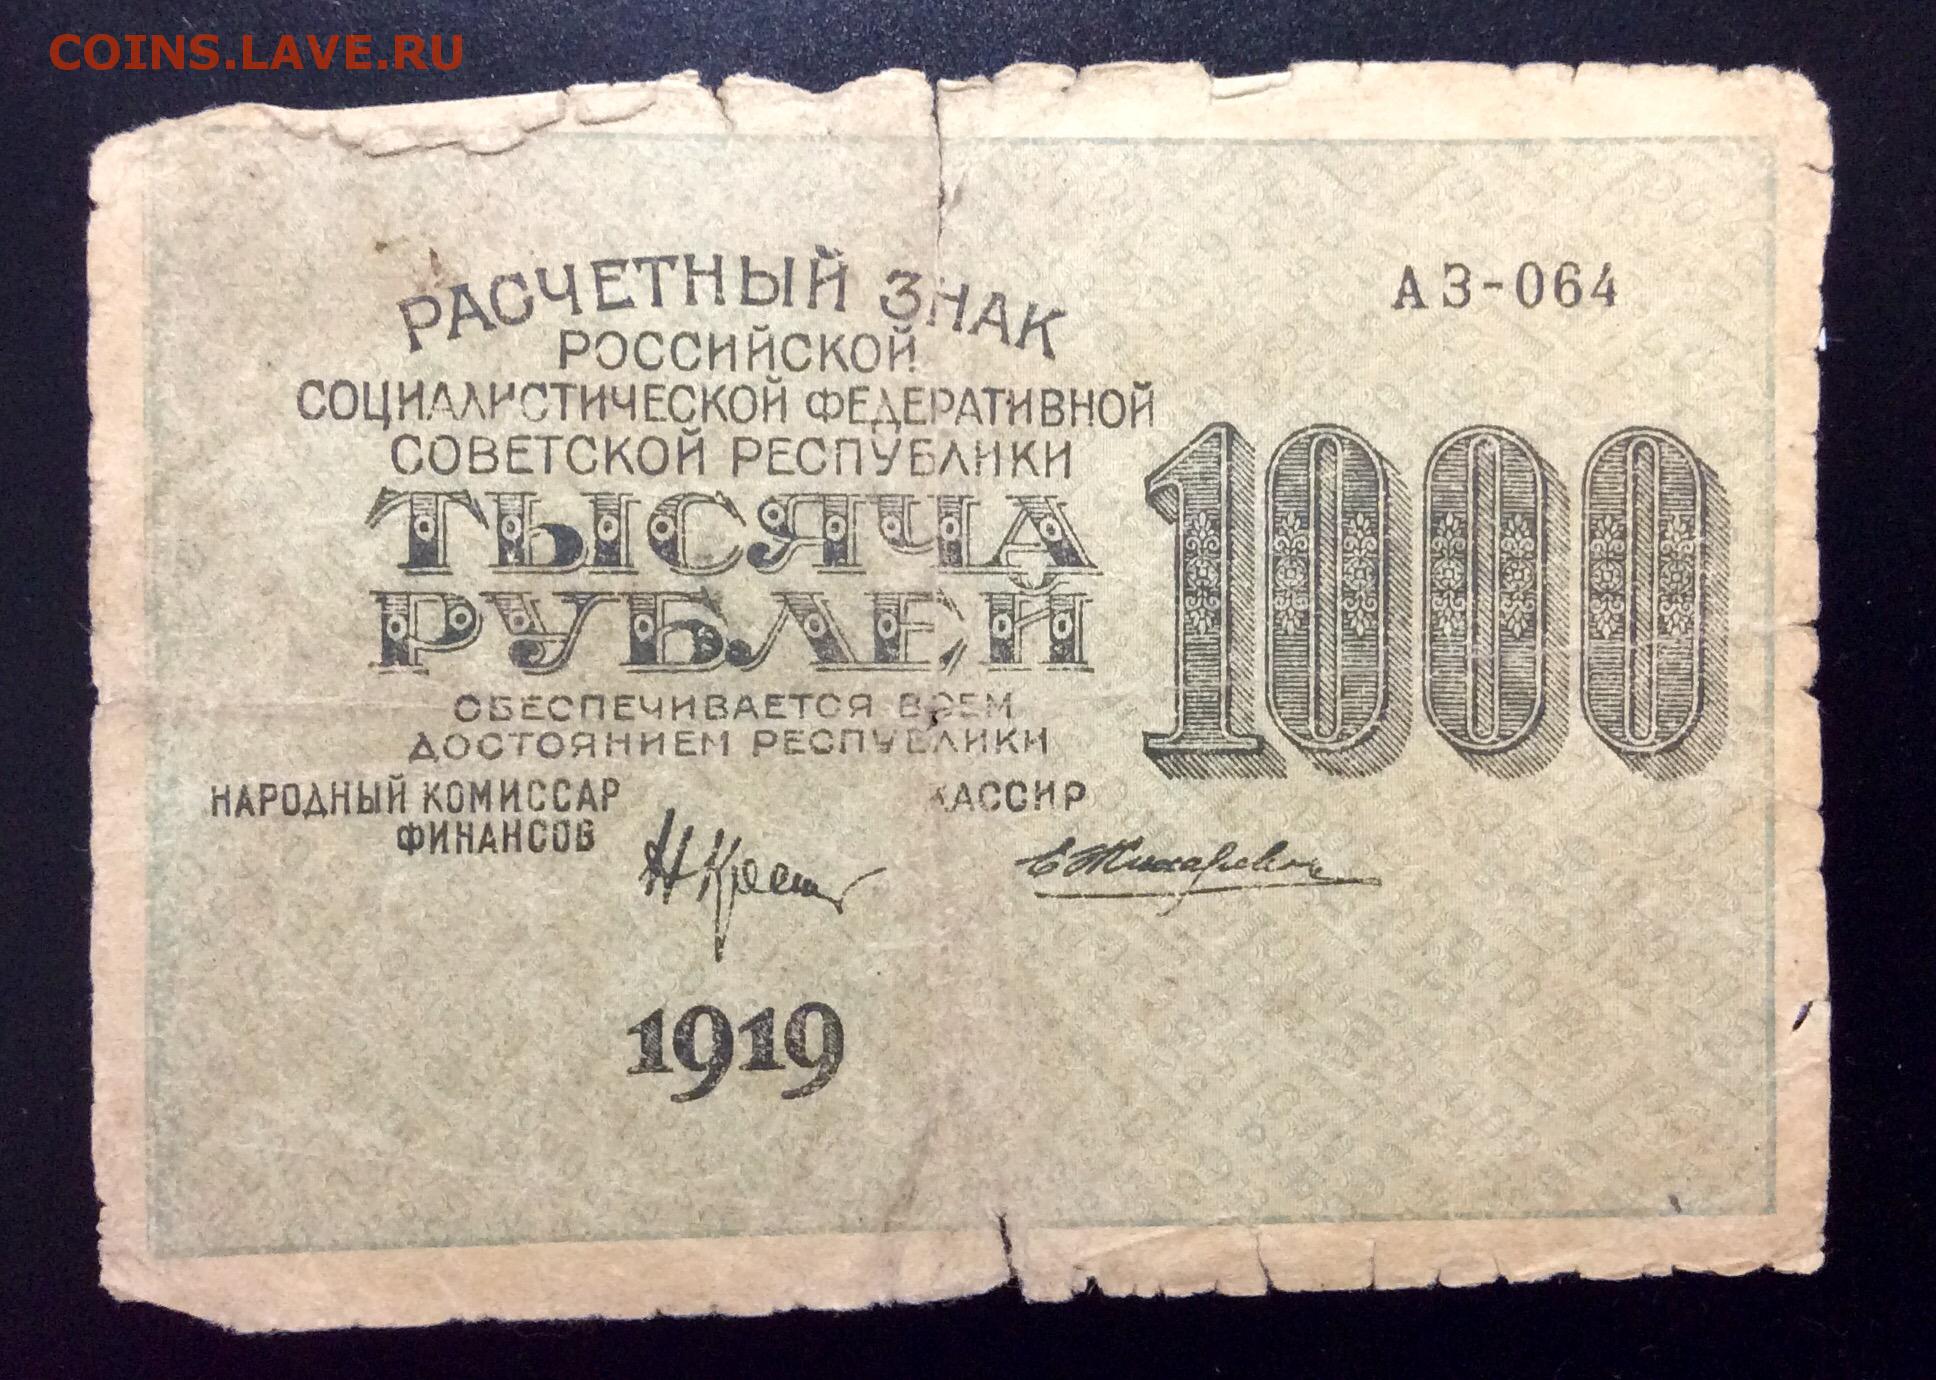 COINS.LAVE.RU
РАСЧЕТНЫЙ ЗНАК
АЗ-064
РОССИЙСКОЙ
СОЦИАЛИСТИЧЕСКОЙ ФЕДЕРАТИВНОЙ
СОВЕТСКОЙ РЕСПУБЛИКИ
ТЫСЯЧА
РУБЛЕЙ
1000
ОБЕСПЕЧИВАЕТСЯ ВСЕМ
ДОСТОЯНИЕМ РЕСПУБЛИКИ
НАРОДНЫЙ КОМИССАР
ФИНАНСОВ
КАССИР
1919